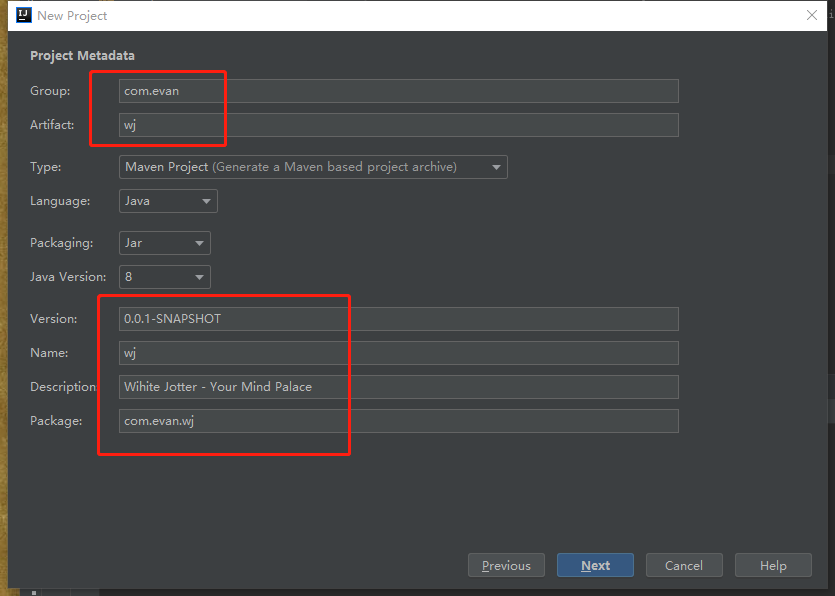 New Project
Project Metadata
Group: com.evan
Artifact: wj
Type: Maven Project (Generate a Maven based project archive)
Language: Java
Packaging: Jar
Java Version: 8
Version: 0.0.1-SNAPSHOT
Name: wj
Description: Wihite Jotter - Your Mind Palace
Package: com.evan.wj
Previous Next Cancel Help